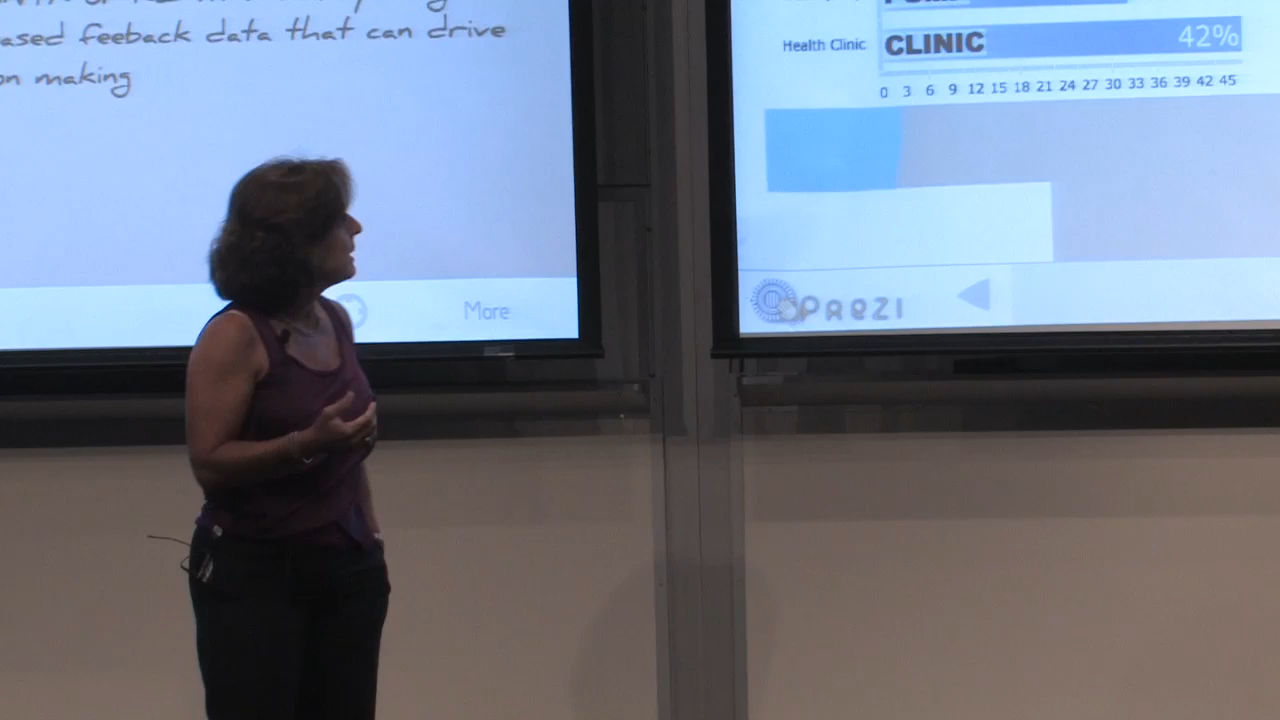 ased feeback data that can drive
on making
More
Health Clinic
CLINIC
42%
0 3 6 9 12 15 18 21 24 27 30 33 36 39 42 45
PREZI